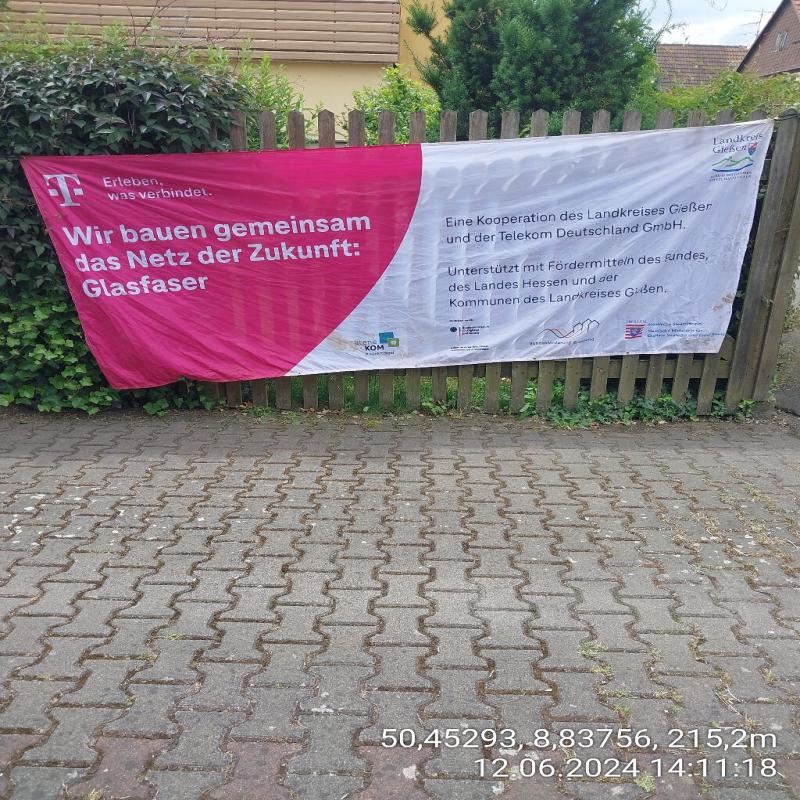 Erleben,
was verbindet.
Wir bauen gemeinsam
das Netz der Zukunft:
Glasfaser
Landkreis
Gießen
Eine Kooperation des Landkreises Gießen
und der Telekom Deutschland GmbH.
Unterstützt mit Fördermitteln des Bundes,
des Landes Hessen und der
Kommunen des Landkreises Gießen.
KOM
50,45293, 8,83756, 215,2m
12.06.2024 14:11:18